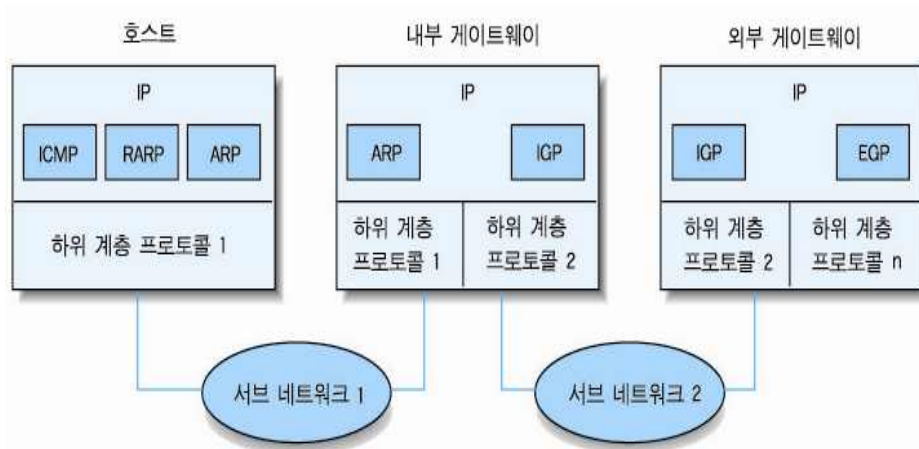 호스트
내부 게이트웨이
외부 게이트웨이
IP
ICMP
RARP
ARP
하위 계층 프로토콜 1
IP
ARP
IGP
하위 계층
프로토콜 1
하위 계층
프로토콜 2
IP
IGP
EGP
하위 계층
프로토콜 2
하위 계층
프로토콜 n
서브 네트워크 1
서브 네트워크 2